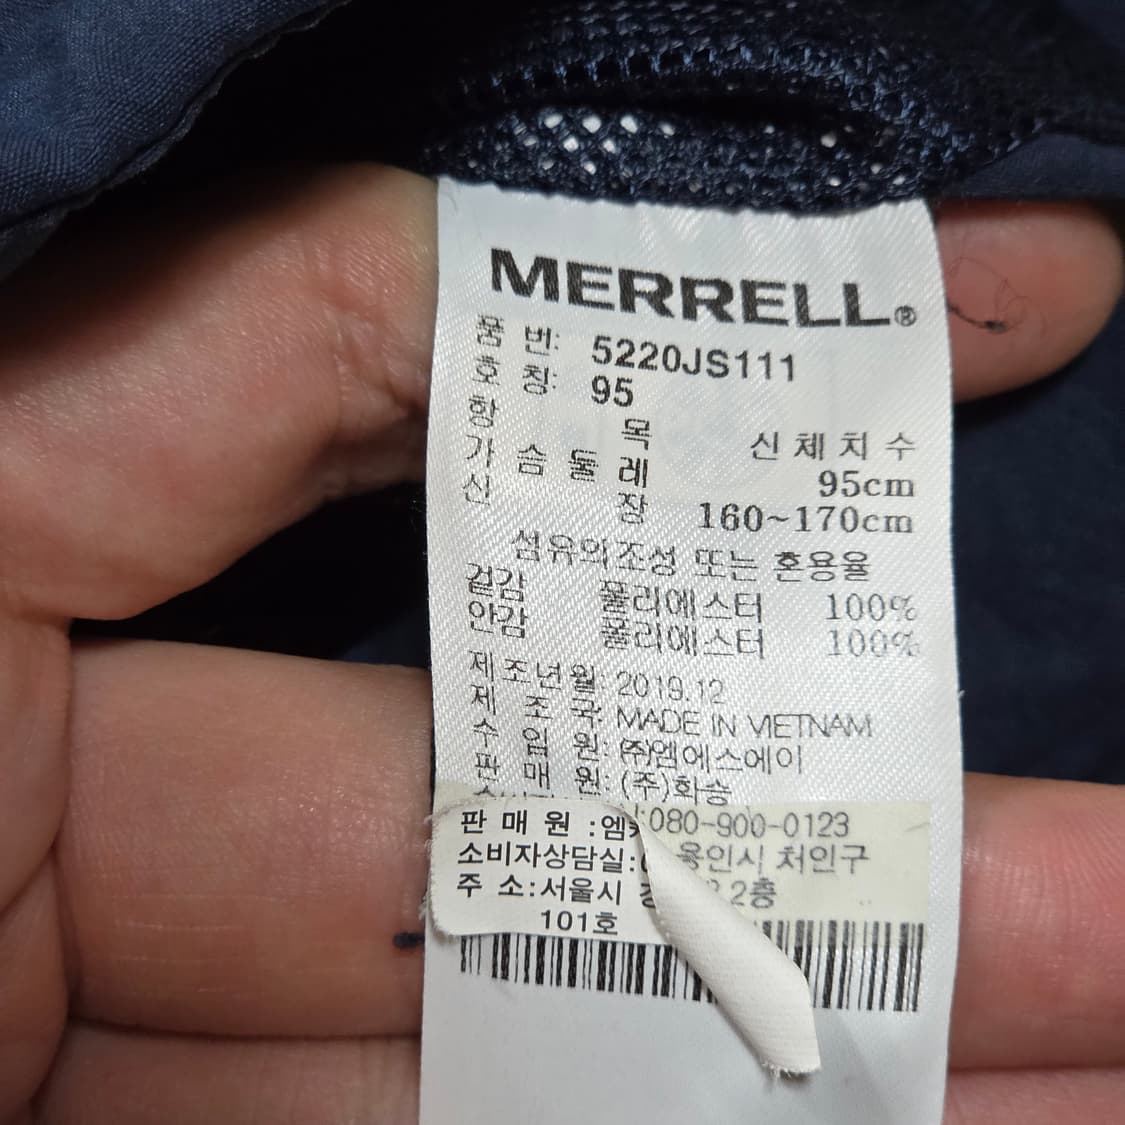 MERRELL®
품 번: 5220JS111
호 칭: 95
항 목 신 체 치 수
가 슴 둘 레 95cm
신 장 160~170cm
섬유의조성 또는 혼용율
겉감 폴리에스터 100%
안감 폴리에스터 100%
제조년월: 2019.12
제 조 국: MADE IN VIETNAM
수 입 원: (주)엠에스에이
판 매 원: (주)화승
판 매 원 :엠 :080-900-0123
소비자상담실: 용인시 처인구
주 소:서울시 2층
101호